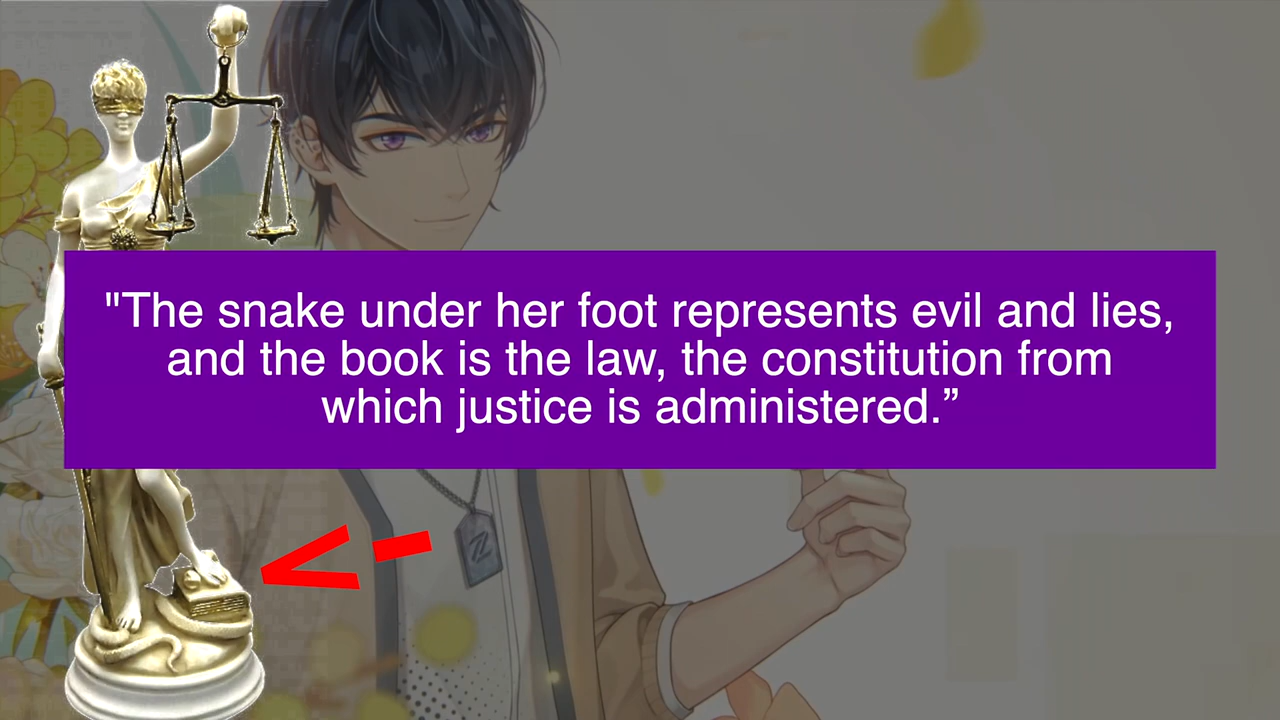 "The snake under her foot represents evil and lies,
and the book is the law, the constitution from
which justice is administered.”